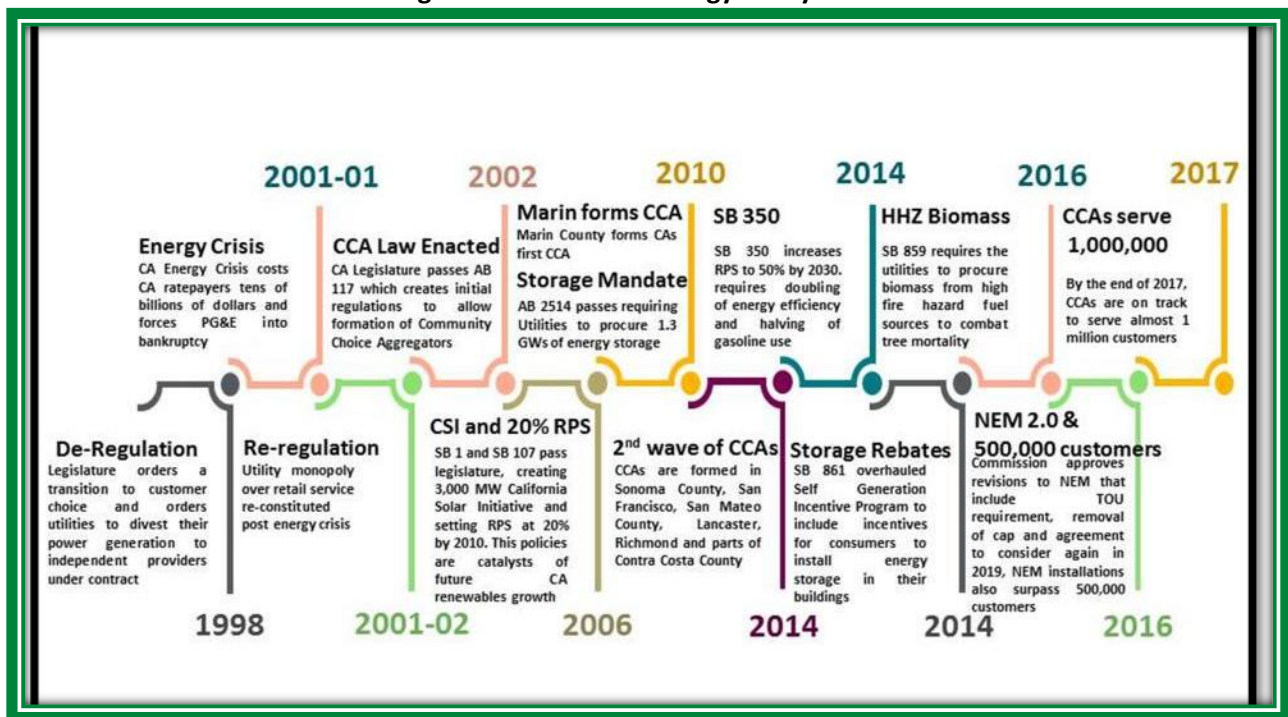 2001-01
2002
2010
2014
2016
2017
Energy Crisis
CA Energy Crisis costs
CA ratepayers tens of
billions of dollars and
forces PG&E into
bankruptcy
CCA Law Enacted
CA Legislature passes AB
117 which creates initial
regulations to allow
formation of Community
Choice Aggregators
Marin forms CCA
Marin County forms CAs
first CCA
Storage Mandate
AB 2514 passes requiring
Utilities to procure 1.3
GWs of energy storage
SB 350
SB 350 increases
RPS to 50% by 2030.
requires doubling
of energy efficiency
and halving of
gasoline use
HHZ Biomass
SB 859 requires the
utilities to procure
biomass from high
fire hazard fuel
sources to combat
tree mortality
CCAs serve
1,000,000
By the end of 2017,
CCAs are on track
to serve almost 1
million customers
De-Regulation
Legislature orders a
transition to customer
choice and orders
utilities to divest their
power generation to
independent providers
under contract
Re-regulation
Utility monopoly
over retail service
re-constituted
post energy crisis
CSI and 20% RPS
SB 1 and SB 107 pass
legislature, creating
3,000 MW California
Solar Initiative and
setting RPS at 20%
by 2010. This policies
are catalysts of
future CA
renewables growth
2nd wave of CCAs
CCAs are formed in
Sonoma County, San
Francisco, San Mateo
County, Lancaster,
Richmond and parts of
Contra Costa County
Storage Rebates
SB 861 overhauled
Self Generation
Incentive Program to
include incentives
for consumers to
install energy
storage in their
buildings
NEM 2.0 &
500,000 customers
Commission approves
revisions to NEM that
include TOU
requirement, removal
of cap and agreement
to consider again in
2019, NEM installations
also surpass 500,000
customers
1998
2001-02
2006
2014
2014
2016